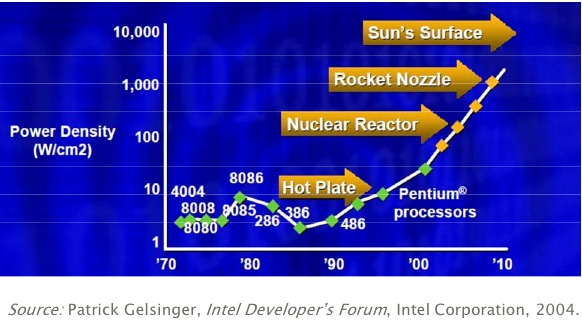 10,000
Sun's Surface
1,000
Rocket Nozzle
Power Density
(W/cm2)
100
Nuclear Reactor
10
4004
8008
8080
8085
8086
286
Hot Plate
386
486
Pentium®
processors
1
'70
'80
'90
'00
'10
Source: Patrick Gelsinger, Intel Developer's Forum, Intel Corporation, 2004.